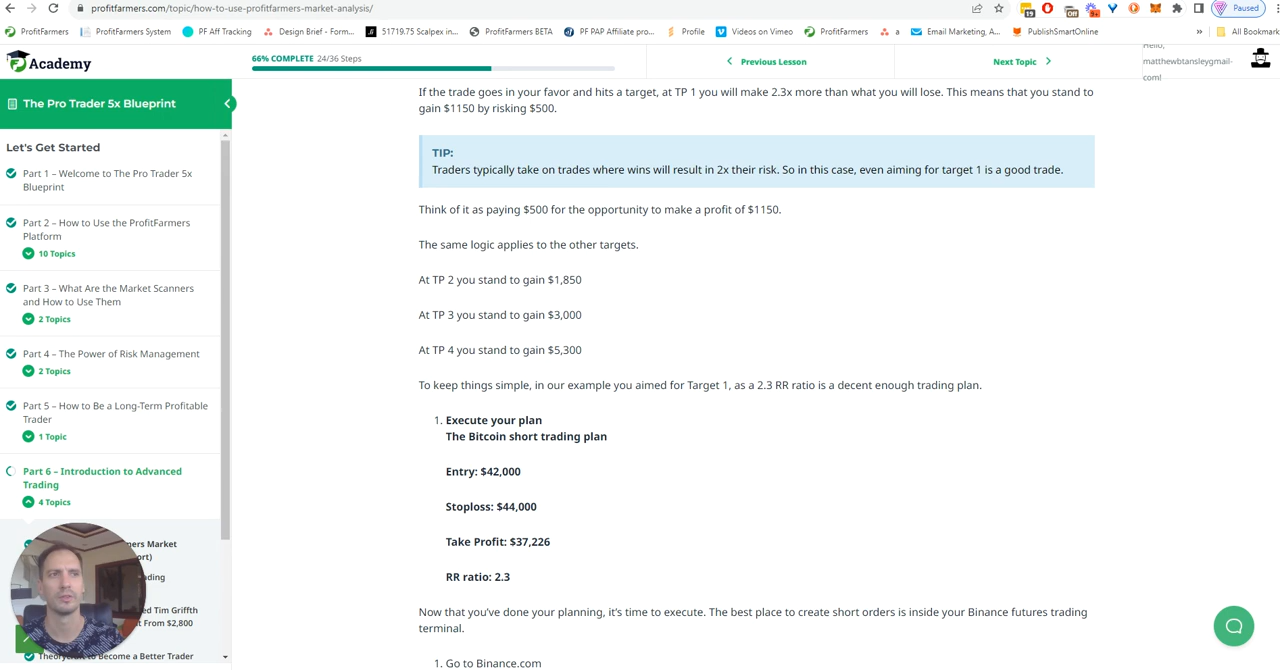 profitfarmers.com/topic/how-to-use-profitfarmers-market-analysis/
19
Off
9+
Paused
ProfitFarmers
ProfitFarmers System
PF Aff Tracking
Design Brief - Form...
51719.75 Scalpex in...
ProfitFarmers BETA
PF PAP Affiliate pro...
Profile
Videos on Vimeo
ProfitFarmers
a
Email Marketing, A...
PublishSmartOnline
»
All Bookmark
Academy
66% COMPLETE 24/36 Steps
Previous Lesson
Next Topic
Hello,
matthewbtansleygmail-
com!
The Pro Trader 5x Blueprint
Let's Get Started
Part 1 – Welcome to The Pro Trader 5x
Blueprint
Part 2 – How to Use the ProfitFarmers
Platform
10 Topics
Part 3 – What Are the Market Scanners
and How to Use Them
2 Topics
Part 4 – The Power of Risk Management
2 Topics
Part 5 – How to Be a Long-Term Profitable
Trader
1 Topic
Part 6 – Introduction to Advanced
Trading
4 Topics
Market
Tim Griffth
From $2,800
to Become a Better Trader
If the trade goes in your favor and hits a target, at TP 1 you will make 2.3x more than what you will lose. This means that you stand to
gain $1150 by risking $500.
TIP:
Traders typically take on trades where wins will result in 2x their risk. So in this case, even aiming for target 1 is a good trade.
Think of it as paying $500 for the opportunity to make a profit of $1150.
The same logic applies to the other targets.
At TP 2 you stand to gain $1,850
At TP 3 you stand to gain $3,000
At TP 4 you stand to gain $5,300
To keep things simple, in our example you aimed for Target 1, as a 2.3 RR ratio is a decent enough trading plan.
1. Execute your plan
The Bitcoin short trading plan
Entry: $42,000
Stoploss: $44,000
Take Profit: $37,226
RR ratio: 2.3
Now that you've done your planning, it's time to execute. The best place to create short orders is inside your Binance futures trading
terminal.
1. Go to Binance.com